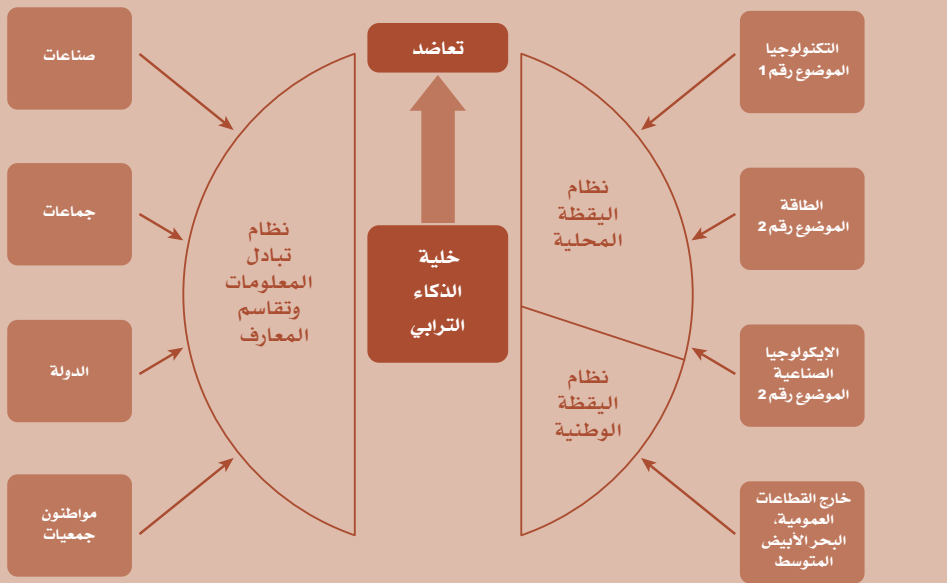 التكنولوجيا
الموضوع رقم 1
الطاقة
الموضوع رقم 2
الإيكولوجيا
الصناعية
الموضوع رقم 2
خارج القطاعات
العمومية،
البحر الأبيض
المتوسط
نظام
اليقظة
المحلية
نظام
اليقظة
الوطنية
تعاضد
خلية
الذكاء
الترابي
نظام
تبادل
المعلومات
وتقاسم
المعارف
صناعات
جماعات
الدولة
مواطنون
جمعيات